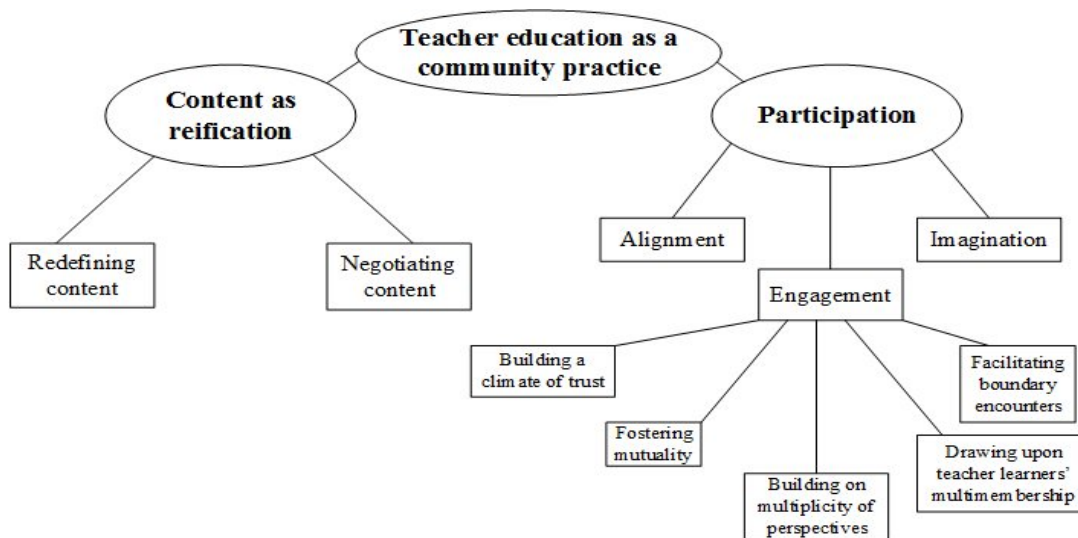 Teacher education as a
community practice
Content as
reification
Participation
Redefining
content
Negotiating
content
Alignment
Imagination
Engagement
Building a
climate of trust
Fostering
mutuality
Building on
multiplicity of
perspectives
Drawing upon
teacher learners’
multimembership
Facilitating
boundary
encounters